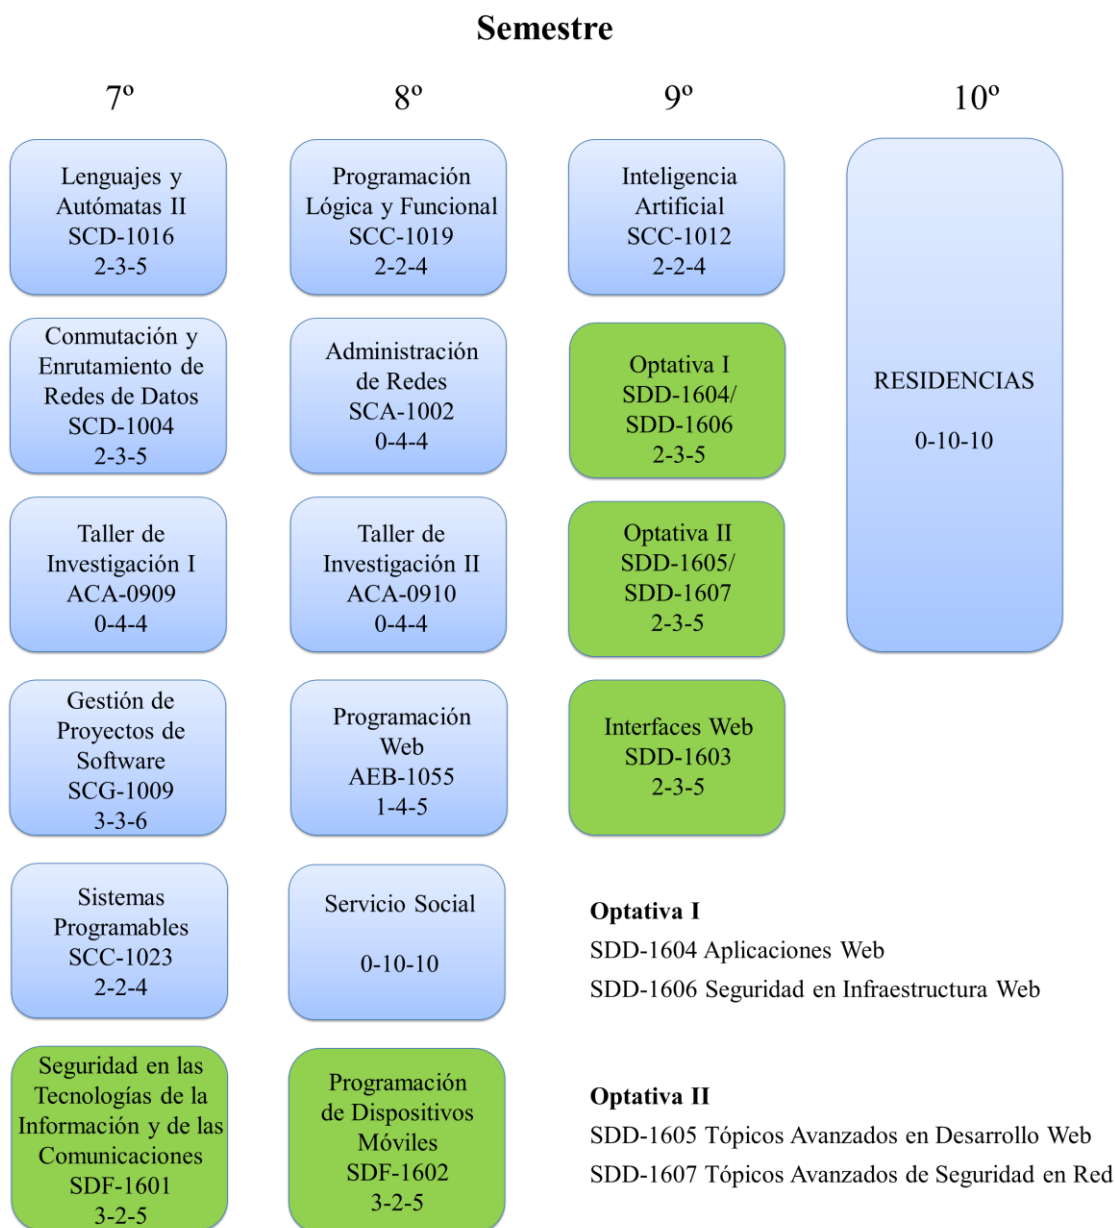 Semestre
7º
8º
9º
10º
Lenguajes y
Autómatas II
SCD-1016
2-3-5
Programación
Lógica y Funcional
SCC-1019
2-2-4
Inteligencia
Artificial
SCC-1012
2-2-4
RESIDENCIAS
0-10-10
Conmutación y
Enrutamiento de
Redes de Datos
SCD-1004
2-3-5
Administración
de Redes
SCA-1002
0-4-4
Optativa I
SDD-1604/
SDD-1606
2-3-5
Taller de
Investigación I
ACA-0909
0-4-4
Taller de
Investigación II
ACA-0910
0-4-4
Optativa II
SDD-1605/
SDD-1607
2-3-5
Gestión de
Proyectos de
Software
SCG-1009
3-3-6
Programación
Web
AEB-1055
1-4-5
Interfaces Web
SDD-1603
2-3-5
Sistemas
Programables
SCC-1023
2-2-4
Servicio Social
0-10-10
Optativa I
SDD-1604 Aplicaciones Web
SDD-1606 Seguridad en Infraestructura Web
Seguridad en las
Tecnologías de la
Información y de las
Comunicaciones
SDF-1601
3-2-5
Programación
de Dispositivos
Móviles
SDF-1602
3-2-5
Optativa II
SDD-1605 Tópicos Avanzados en Desarrollo Web
SDD-1607 Tópicos Avanzados de Seguridad en Red